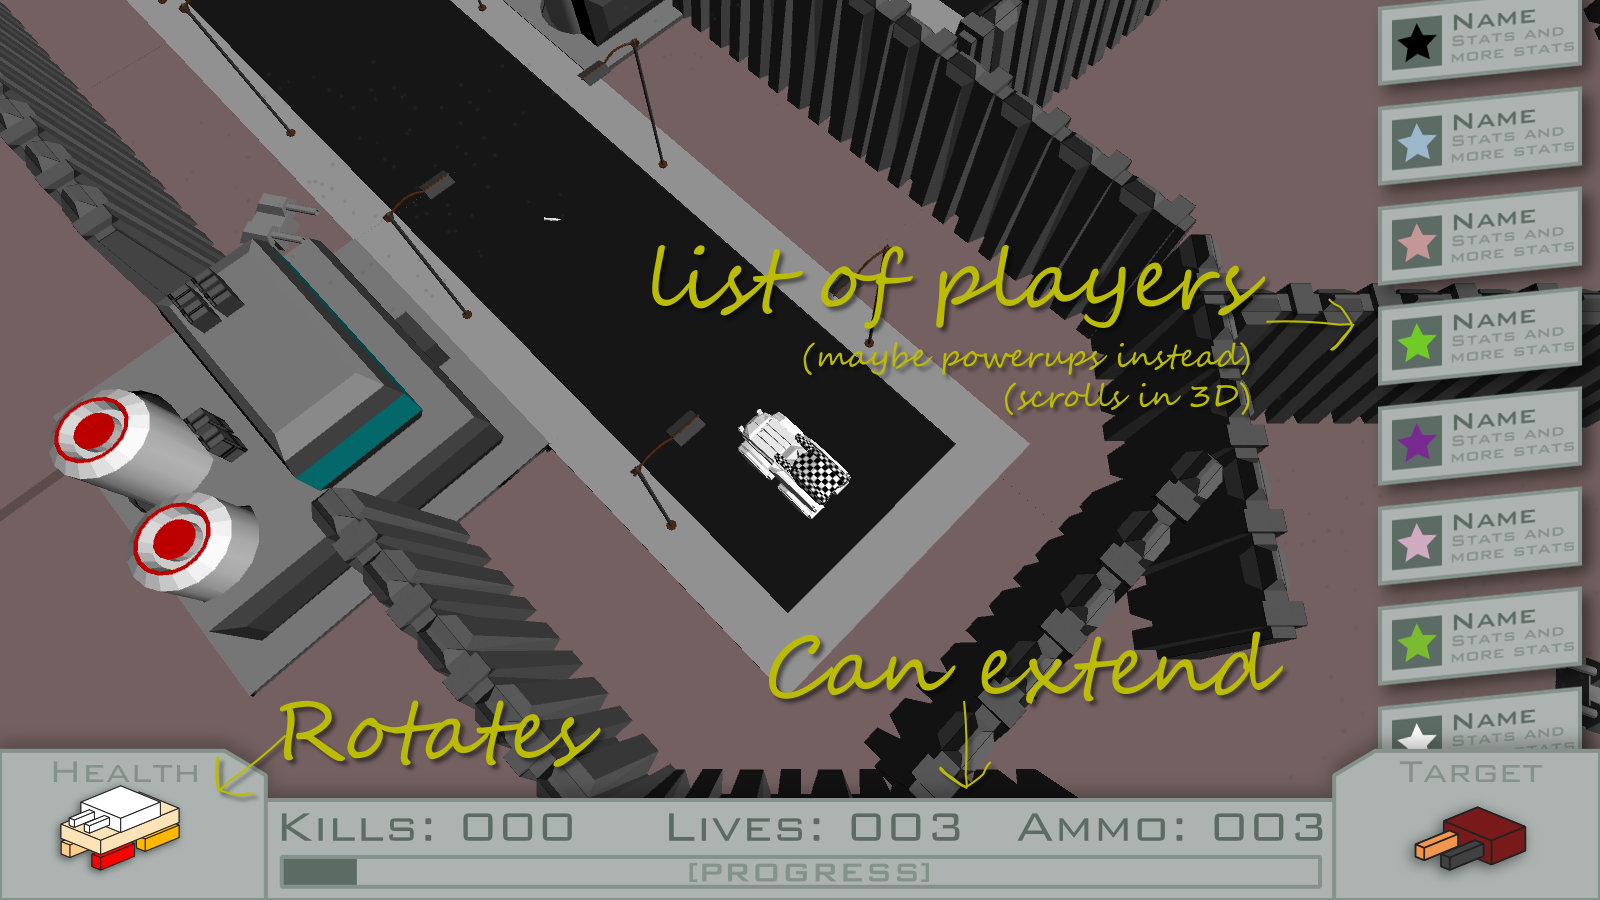 NAME
STATS AND
MORE STATS
NAME
STATS AND
MORE STATS
NAME
STATS AND
MORE STATS
list of players
(maybe powerups instead)
(scrolls in 3D)
NAME
STATS AND
MORE STATS
NAME
STATS AND
MORE STATS
NAME
STATS AND
MORE STATS
NAME
STATS AND
MORE STATS
NAME
STATS AND
Can extend
Rotates
HEALTH
KILLS: 000 LIVES: 003 AMMO: 003
[PROGRESS]
TARGET